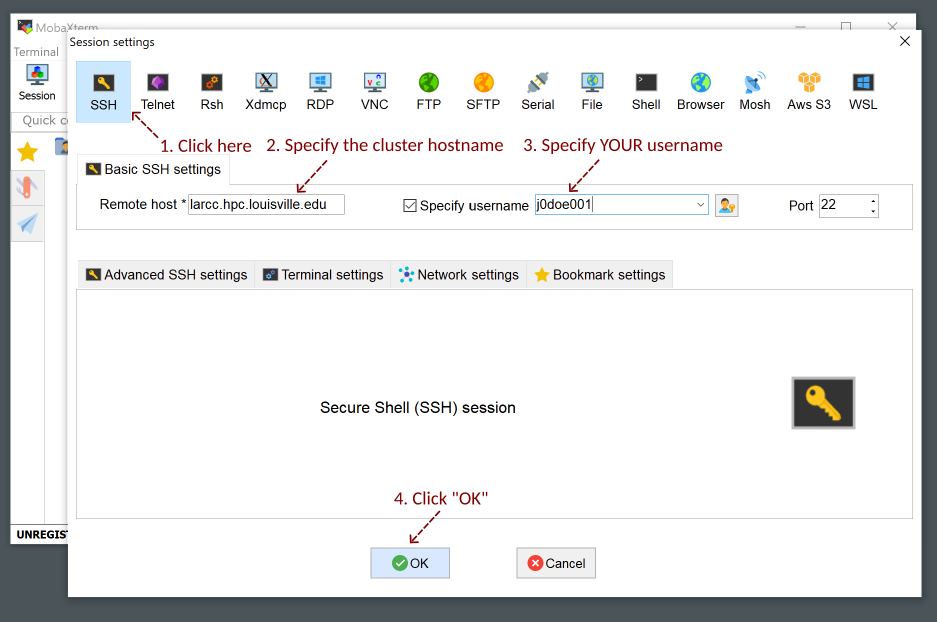 MobaXterm
Session settings
Terminal
Session
Quick c
SSH Telnet Rsh Xdmcp RDP VNC FTP SFTP Serial File Shell Browser Mosh Aws S3 WSL
1. Click here 2. Specify the cluster hostname 3. Specify YOUR username
Basic SSH settings
Remote host * larcc.hpc.louisville.edu Specify username j0doe001 Port 22
Advanced SSH settings Terminal settings Network settings Bookmark settings
Secure Shell (SSH) session
4. Click "OK"
UNREGIST
OK Cancel